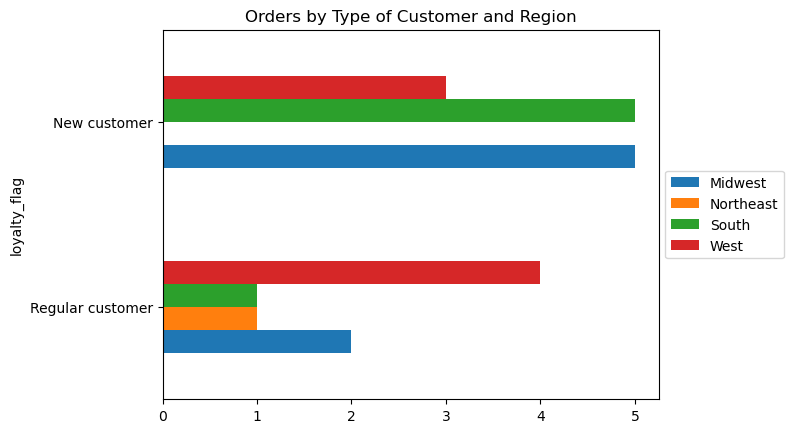 Orders by Type of Customer and Region
loyalty_flag
New customer
Regular customer
0 1 2 3 4 5
Midwest
Northeast
South
West